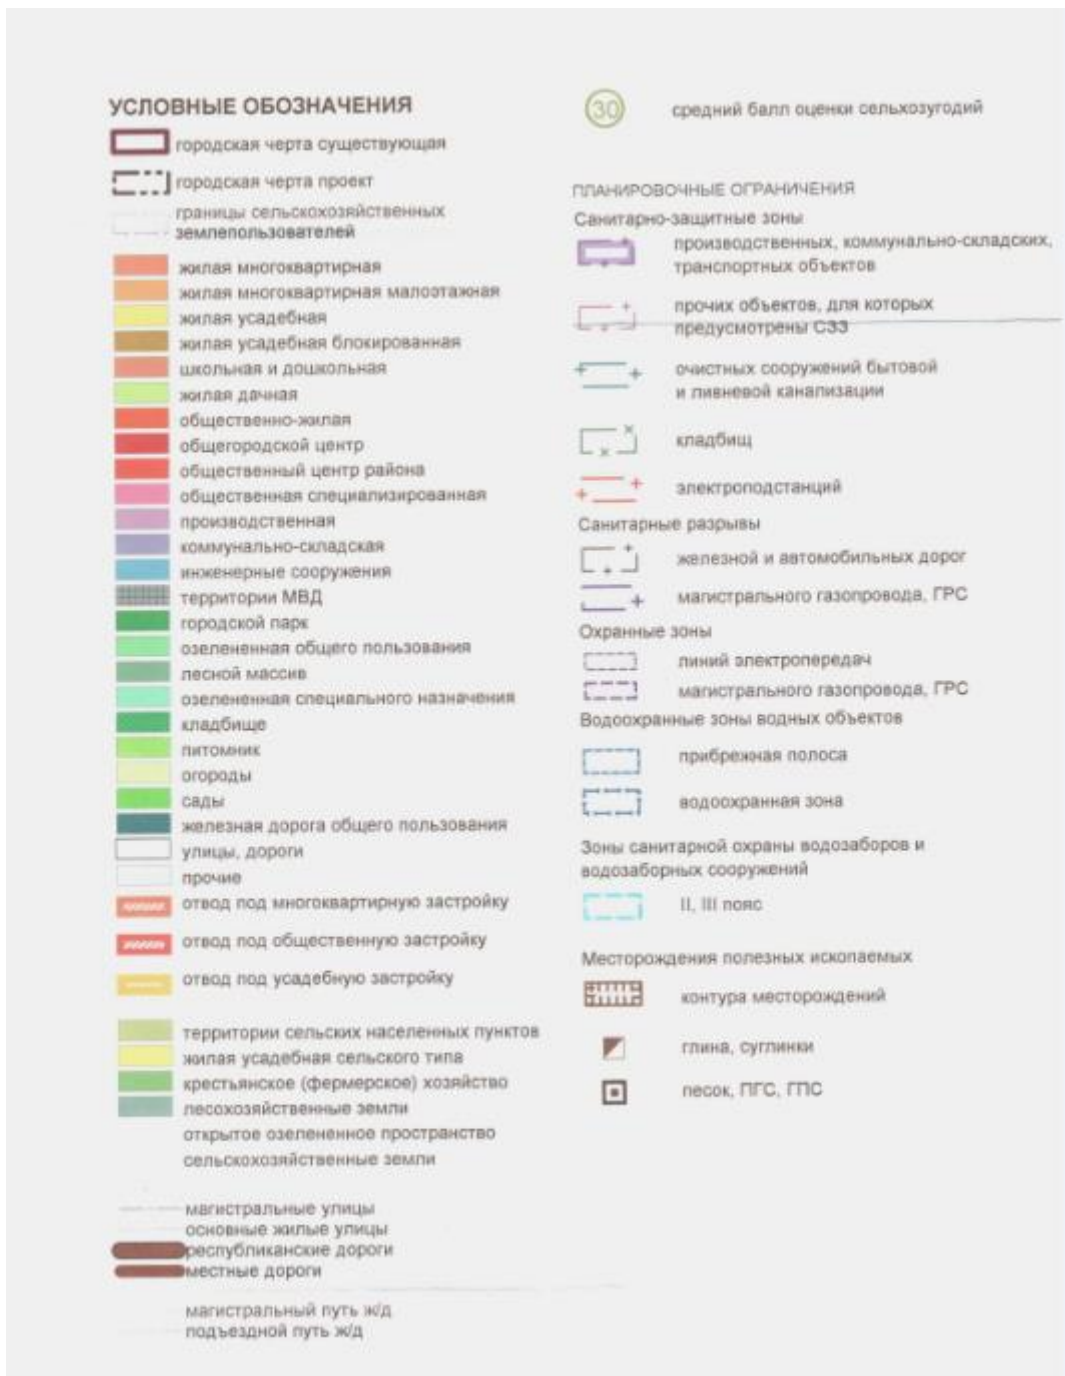 УСЛОВНЫЕ ОБОЗНАЧЕНИЯ
городская черта существующая
городская черта проект
границы сельскохозяйственных
землепользователей
жилая многоквартирная
жилая многоквартирная малоэтажная
жилая усадебная
жилая усадебная блокированная
школьная и дошкольная
жилая дачная
общественно-жилая
общегородской центр
общественный центр района
общественная специализированная
производственная
коммунально-складская
инженерные сооружения
территории МВД
городской парк
озелененная общего пользования
лесной массив
озелененная специального назначения
кладбище
питомник
огороды
сады
железная дорога общего пользования
улицы, дороги
прочие
отвод под многоквартирную застройку
отвод под общественную застройку
отвод под усадебную застройку
территории сельских населенных пунктов
жилая усадебная сельского типа
крестьянское (фермерское) хозяйство
лесохозяйственные земли
открытое озелененное пространство
сельскохозяйственные земли
магистральные улицы
основные жилые улицы
республиканские дороги
местные дороги
магистральный путь ж/д
подъездной путь ж/д
30 средний балл оценки сельхозугодий
ПЛАНИРОВОЧНЫЕ ОГРАНИЧЕНИЯ
Санитарно-защитные зоны
производственных, коммунально-складских,
транспортных объектов
прочих объектов, для которых
предусмотрены СЗЗ
очистных сооружений бытовой
и ливневой канализации
кладбищ
электроподстанций
Санитарные разрывы
железной и автомобильных дорог
магистрального газопровода, ГРС
Охранные зоны
линий электропередач
магистрального газопровода, ГРС
Водоохранные зоны водных объектов
прибрежная полоса
водоохранная зона
Зоны санитарной охраны водозаборов и
водозаборных сооружений
II, III пояс
Месторождения полезных ископаемых
контура месторождений
глина, суглинки
песок, ПГС, ГПС